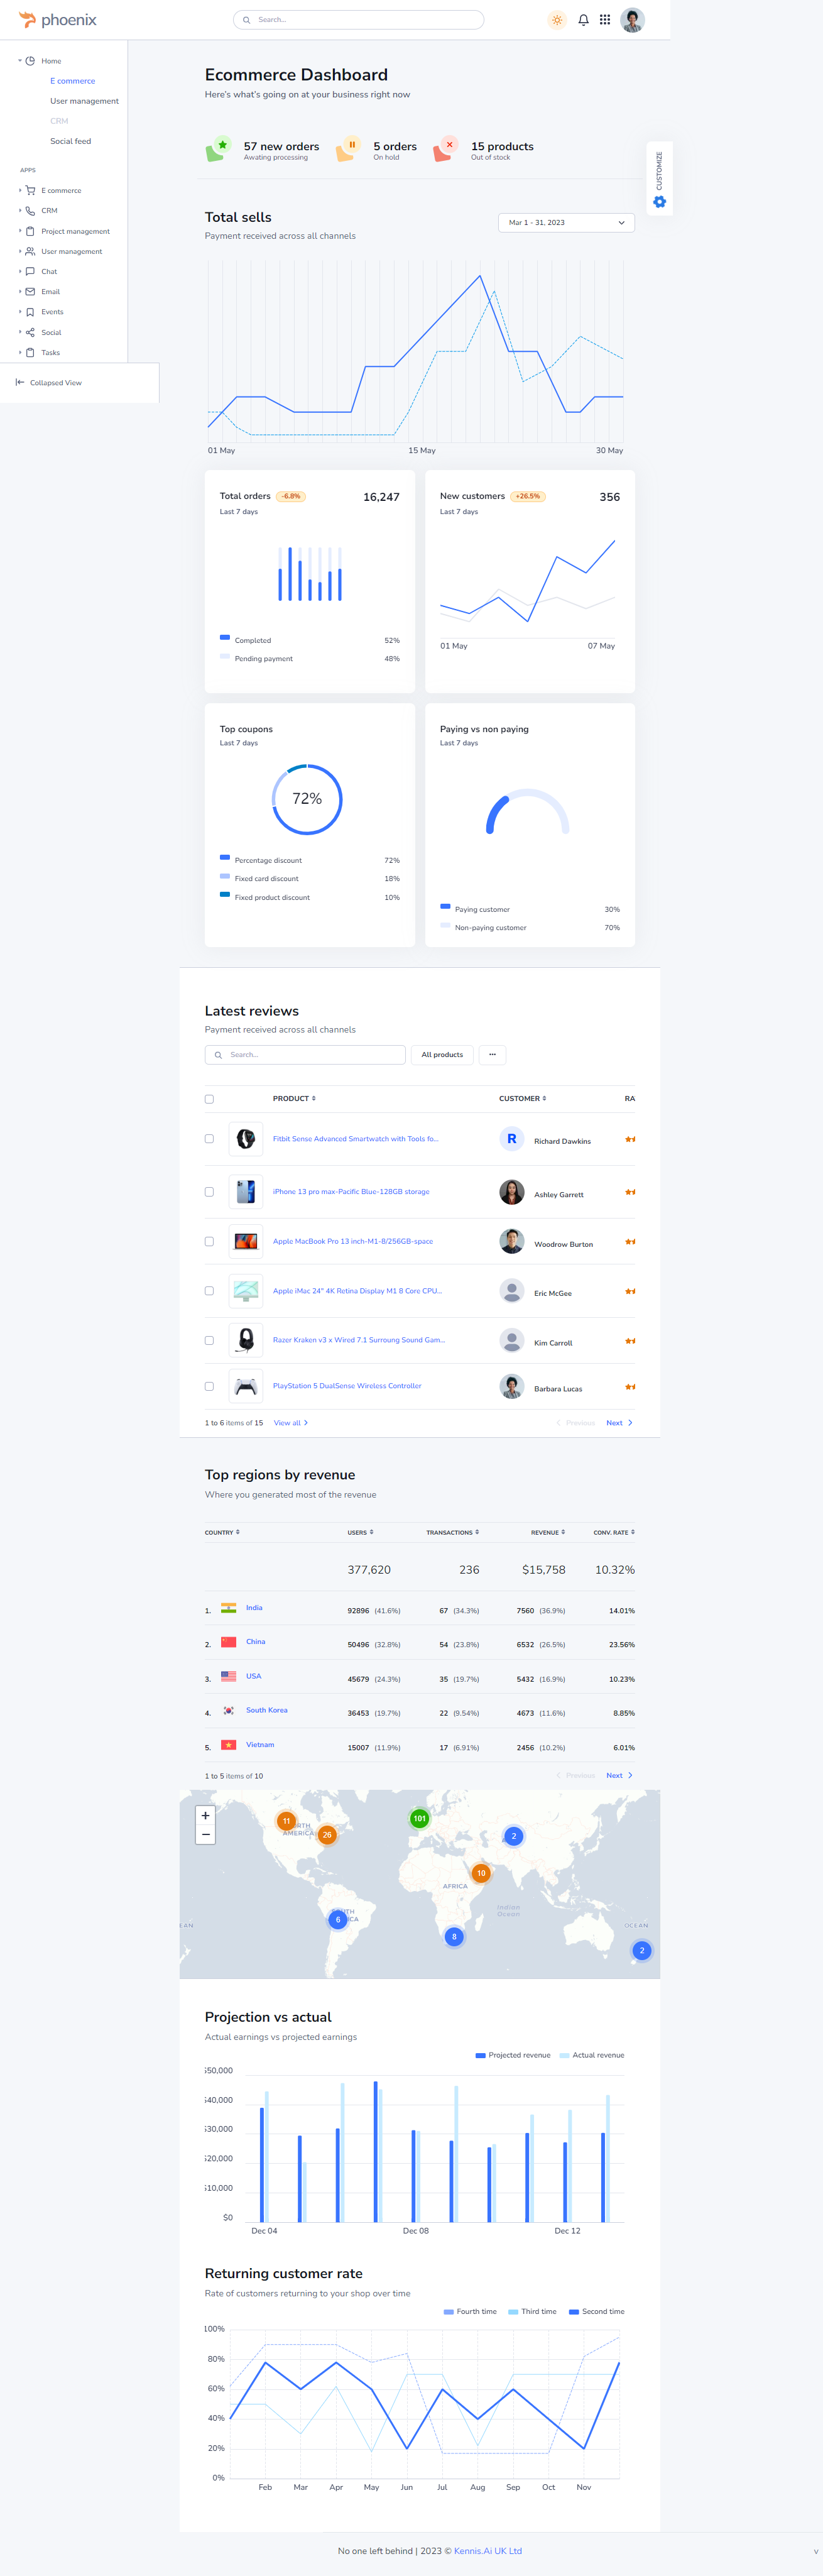 phoenix
Search...
Home
E commerce
User management
CRM
Social feed
APPS
E commerce
CRM
Project management
User management
Chat
Email
Events
Social
Tasks
Collapsed View
Ecommerce Dashboard
Here's what's going on at your business right now
57 new orders
Awating processing
5 orders
On hold
15 products
Out of stock
CUSTOMIZE
Total sells
Payment received across all channels
Mar 1 - 31, 2023
01 May 15 May 30 May
Total orders -6.8% 16,247
Last 7 days
Completed 52%
Pending payment 48%
New customers +26.5% 356
Last 7 days
01 May 07 May
Top coupons
Last 7 days
72%
Percentage discount 72%
Fixed card discount 18%
Fixed product discount 10%
Paying vs non paying
Last 7 days
Paying customer 30%
Non-paying customer 70%
Latest reviews
Payment received across all channels
Search... All products ...
PRODUCT CUSTOMER RA
Fitbit Sense Advanced Smartwatch with Tools fo... R Richard Dawkins
iPhone 13 pro max-Pacific Blue-128GB storage Ashley Garrett
Apple MacBook Pro 13 inch-M1-8/256GB-space Woodrow Burton
Apple iMac 24" 4K Retina Display M1 8 Core CPU... Eric McGee
Razer Kraken v3 x Wired 7.1 Surroung Sound Gam... Kim Carroll
PlayStation 5 DualSense Wireless Controller Barbara Lucas
1 to 6 items of 15 View all Previous Next
Top regions by revenue
Where you generated most of the revenue
COUNTRY USERS TRANSACTIONS REVENUE CONV. RATE
377,620 236 $15,758 10.32%
1. India 92896 (41.6%) 67 (34.3%) 7560 (36.9%) 14.01%
2. China 50496 (32.8%) 54 (23.8%) 6532 (26.5%) 23.56%
3. USA 45679 (24.3%) 35 (19.7%) 5432 (16.9%) 10.23%
4. South Korea 36453 (19.7%) 22 (9.54%) 4673 (11.6%) 8.85%
5. Vietnam 15007 (11.9%) 17 (6.91%) 2456 (10.2%) 6.01%
1 to 5 items of 10 Previous Next
+
−
11
RTH
AMERICA
26
101
2
10
AFRICA
Indian
Ocean
6
UTH
ICA
8
EAN
OCEAN
2
Projection vs actual
Actual earnings vs projected earnings
Projected revenue Actual revenue
$50,000
$40,000
$30,000
$20,000
$10,000
$0
Dec 04 Dec 08 Dec 12
Returning customer rate
Rate of customers returning to your shop over time
Fourth time Third time Second time
100%
80%
60%
40%
20%
0%
Feb Mar Apr May Jun Jul Aug Sep Oct Nov
No one left behind | 2023 © Kennis.Ai UK Ltd
v